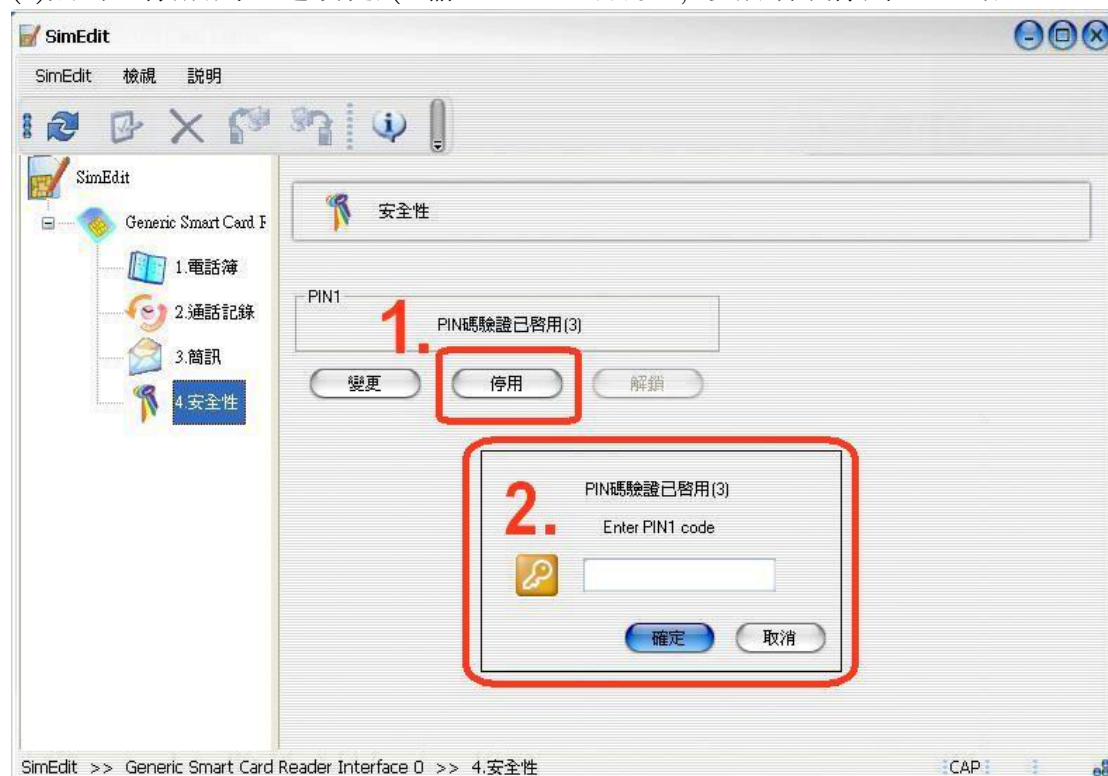 SimEdit
SimEdit 檢視 說明
SimEdit
Generic Smart Card R
1.電話簿
2.通話記錄
3.簡訊
4.安全性
安全性
PIN1
1.
PIN碼驗證已啓用(3)
變更 停用 解鎖
2.
PIN碼驗證已啓用(3)
Enter PIN1 code
確定 取消
SimEdit >> Generic Smart Card Reader Interface 0 >> 4.安全性
CAP